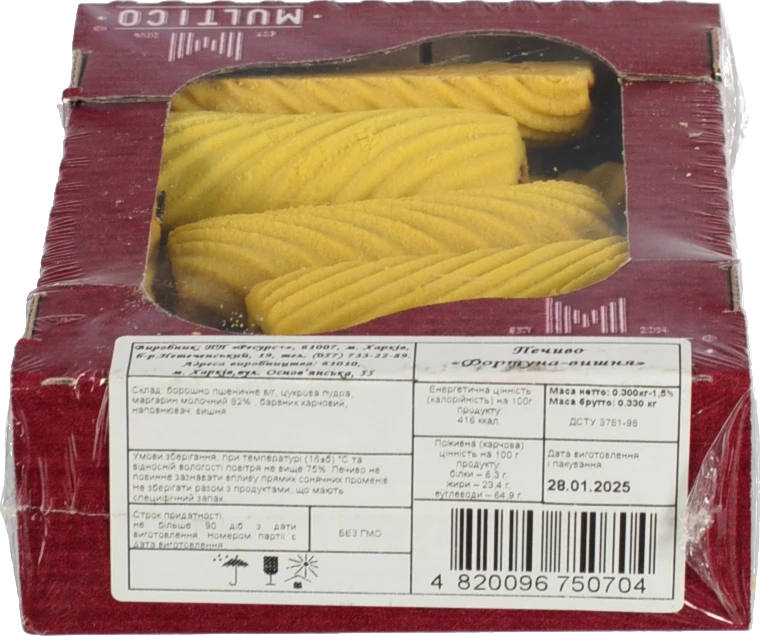 MULTICO
EST 2014
EST 2014
Виробник: ПП «Ресурс+», 61007, м. Харків,
б-р.Нетеченський, 19, тел. (057) 733-22-89.
Адреса виробництва: 61010,
м. Харків,вул. Основ'янська, 55
Печиво
«Фортуна-вишня»
Склад: борошно пшеничне в/г, цукрова пудра,
маргарин молочний 82% , барвник харчовий,
наповнювач вишня
Енергетична цінність
(калорійність) на 100г
продукту:
416 ккал.
Маса нетто: 0.300кг-1,5%
Маса брутто: 0.330 кг
ДСТУ 3781-98
Умови зберігання: при температурі (18±5) °С та
відносній вологості повітря не вище 75%. Печиво не
повинне зазнавати впливу прямих сонячних променів.
Не зберігати разом з продуктами, що мають
специфічний запах.
Поживна (харчова)
цінність на 100 г
продукту:
білки – 6,3 г,
жири – 23,4 г,
вуглеводи – 64,9 г.
Дата виготовлення
і пакування:
28.01.2025
Строк придатності:
не більше 90 діб з дати
виготовлення. Номером партії є
дата виготовлення
БЕЗ ГМО
4 820096 750704